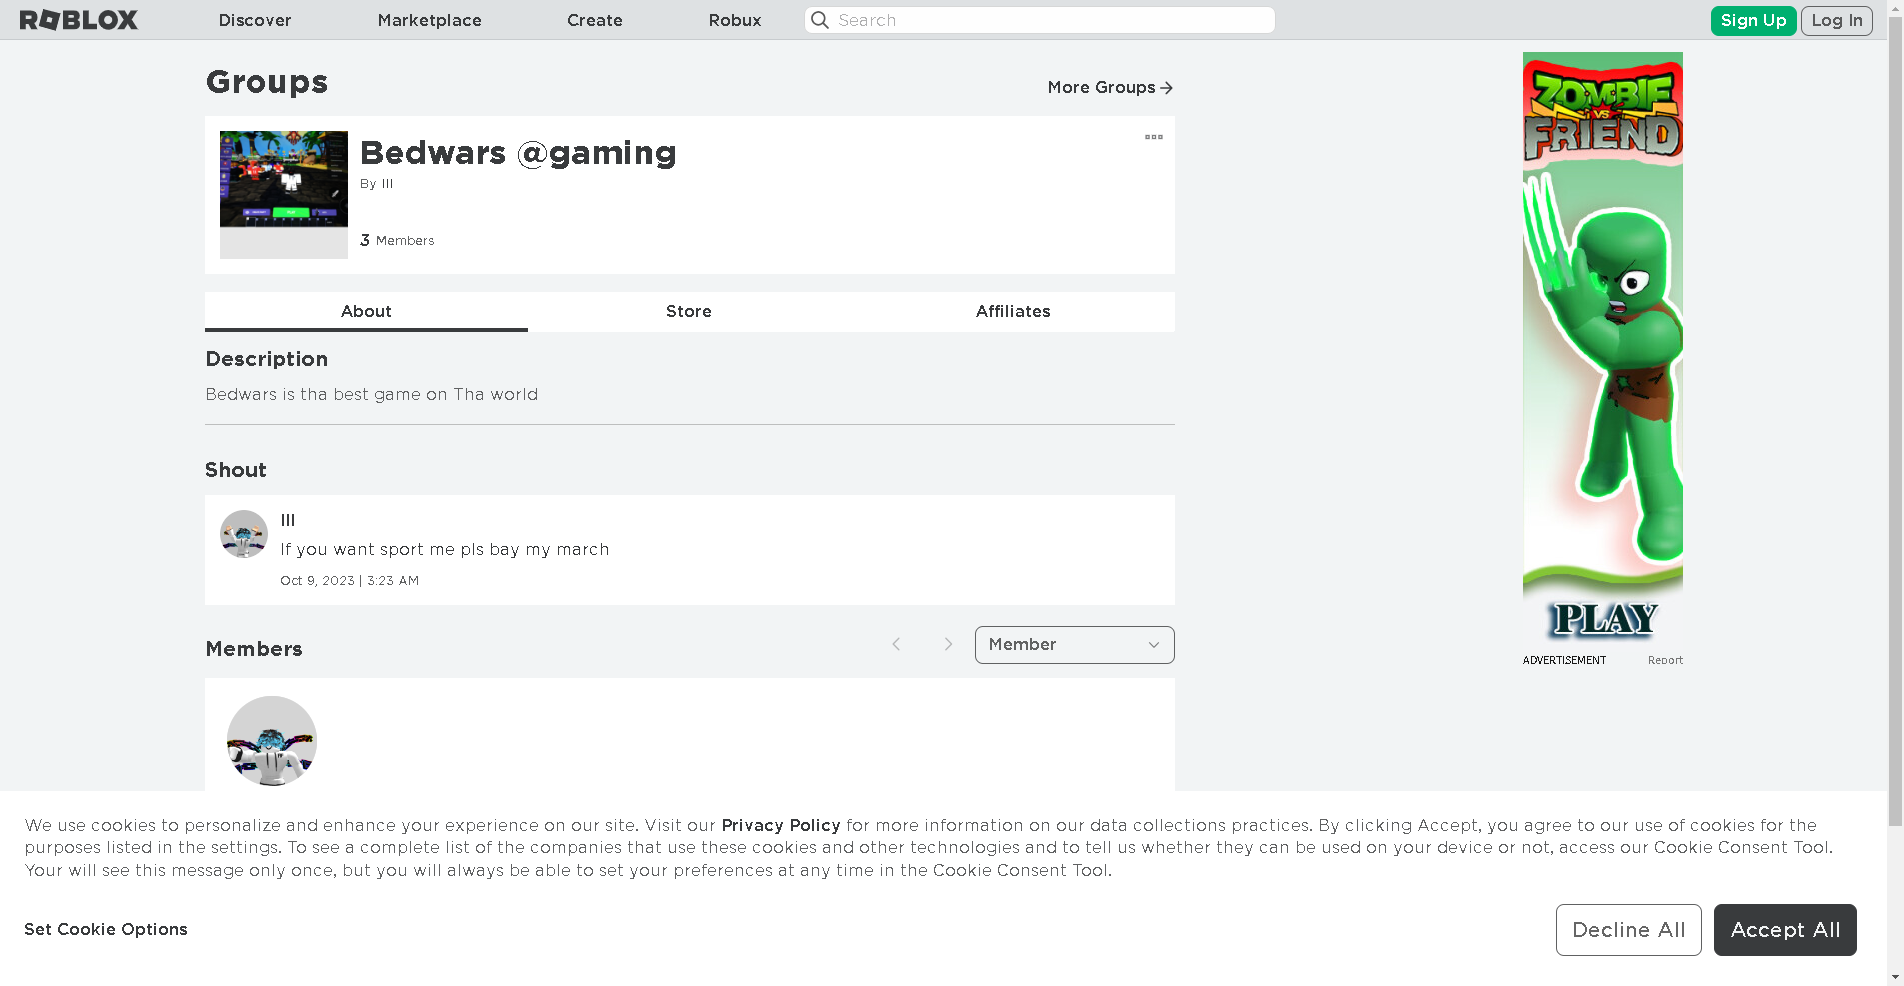 ROBLOX
Discover
Marketplace
Create
Robux
Search
Sign Up
Log In
Groups
More Groups
Bedwars @gaming
By lll
3 Members
About
Store
Affiliates
Description
Bedwars is tha best game on Tha world
Shout
lll
If you want sport me pls bay my march
Oct 9, 2023 | 3:23 AM
Members
Member
ZOMBIE
VS
FRIEND
PLAY
ADVERTISEMENT
Report
We use cookies to personalize and enhance your experience on our site. Visit our Privacy Policy for more information on our data collections practices. By clicking Accept, you agree to our use of cookies for the
purposes listed in the settings. To see a complete list of the companies that use these cookies and other technologies and to tell us whether they can be used on your device or not, access our Cookie Consent Tool.
Your will see this message only once, but you will always be able to set your preferences at any time in the Cookie Consent Tool.
Set Cookie Options
Decline All
Accept All